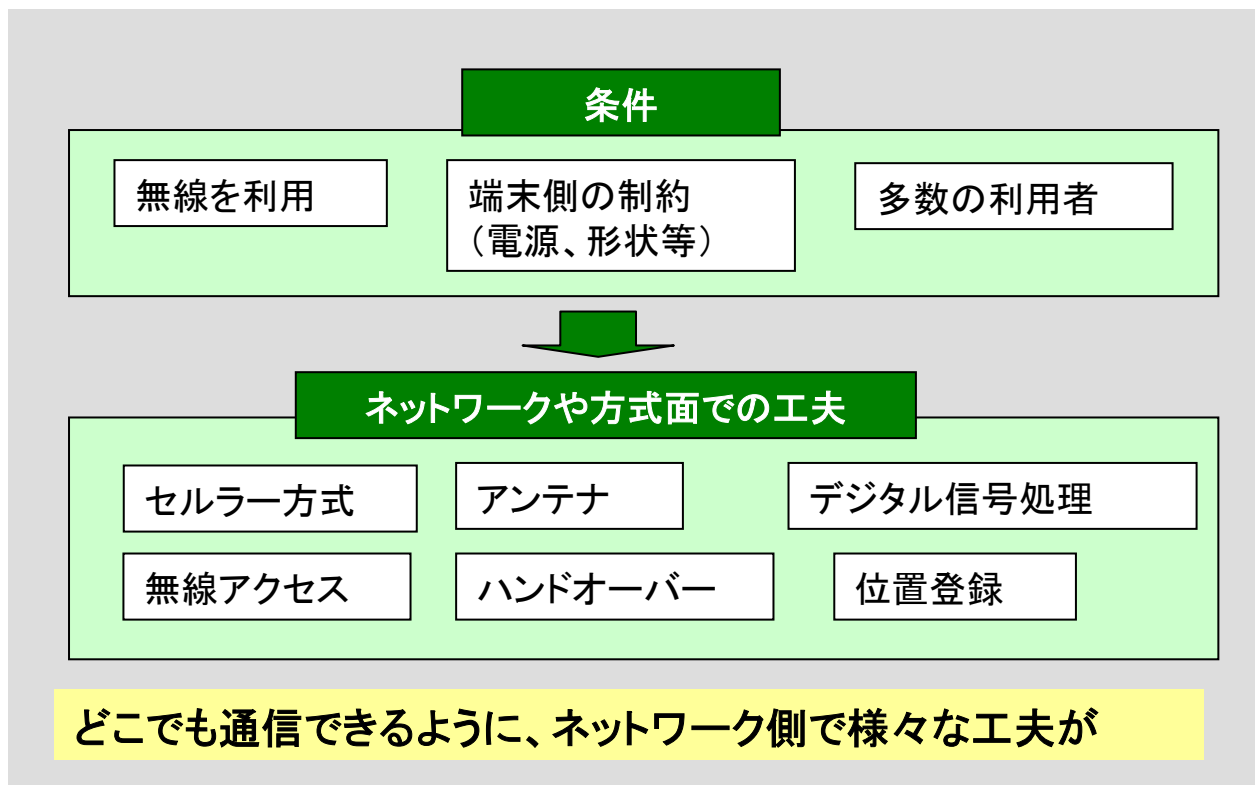 条件
無線を利用
端末側の制約
（電源、形状等）
多数の利用者
ネットワークや方式面での工夫
セルラー方式
アンテナ
デジタル信号処理
無線アクセス
ハンドオーバー
位置登録
どこでも通信できるように、ネットワーク側で様々な工夫が